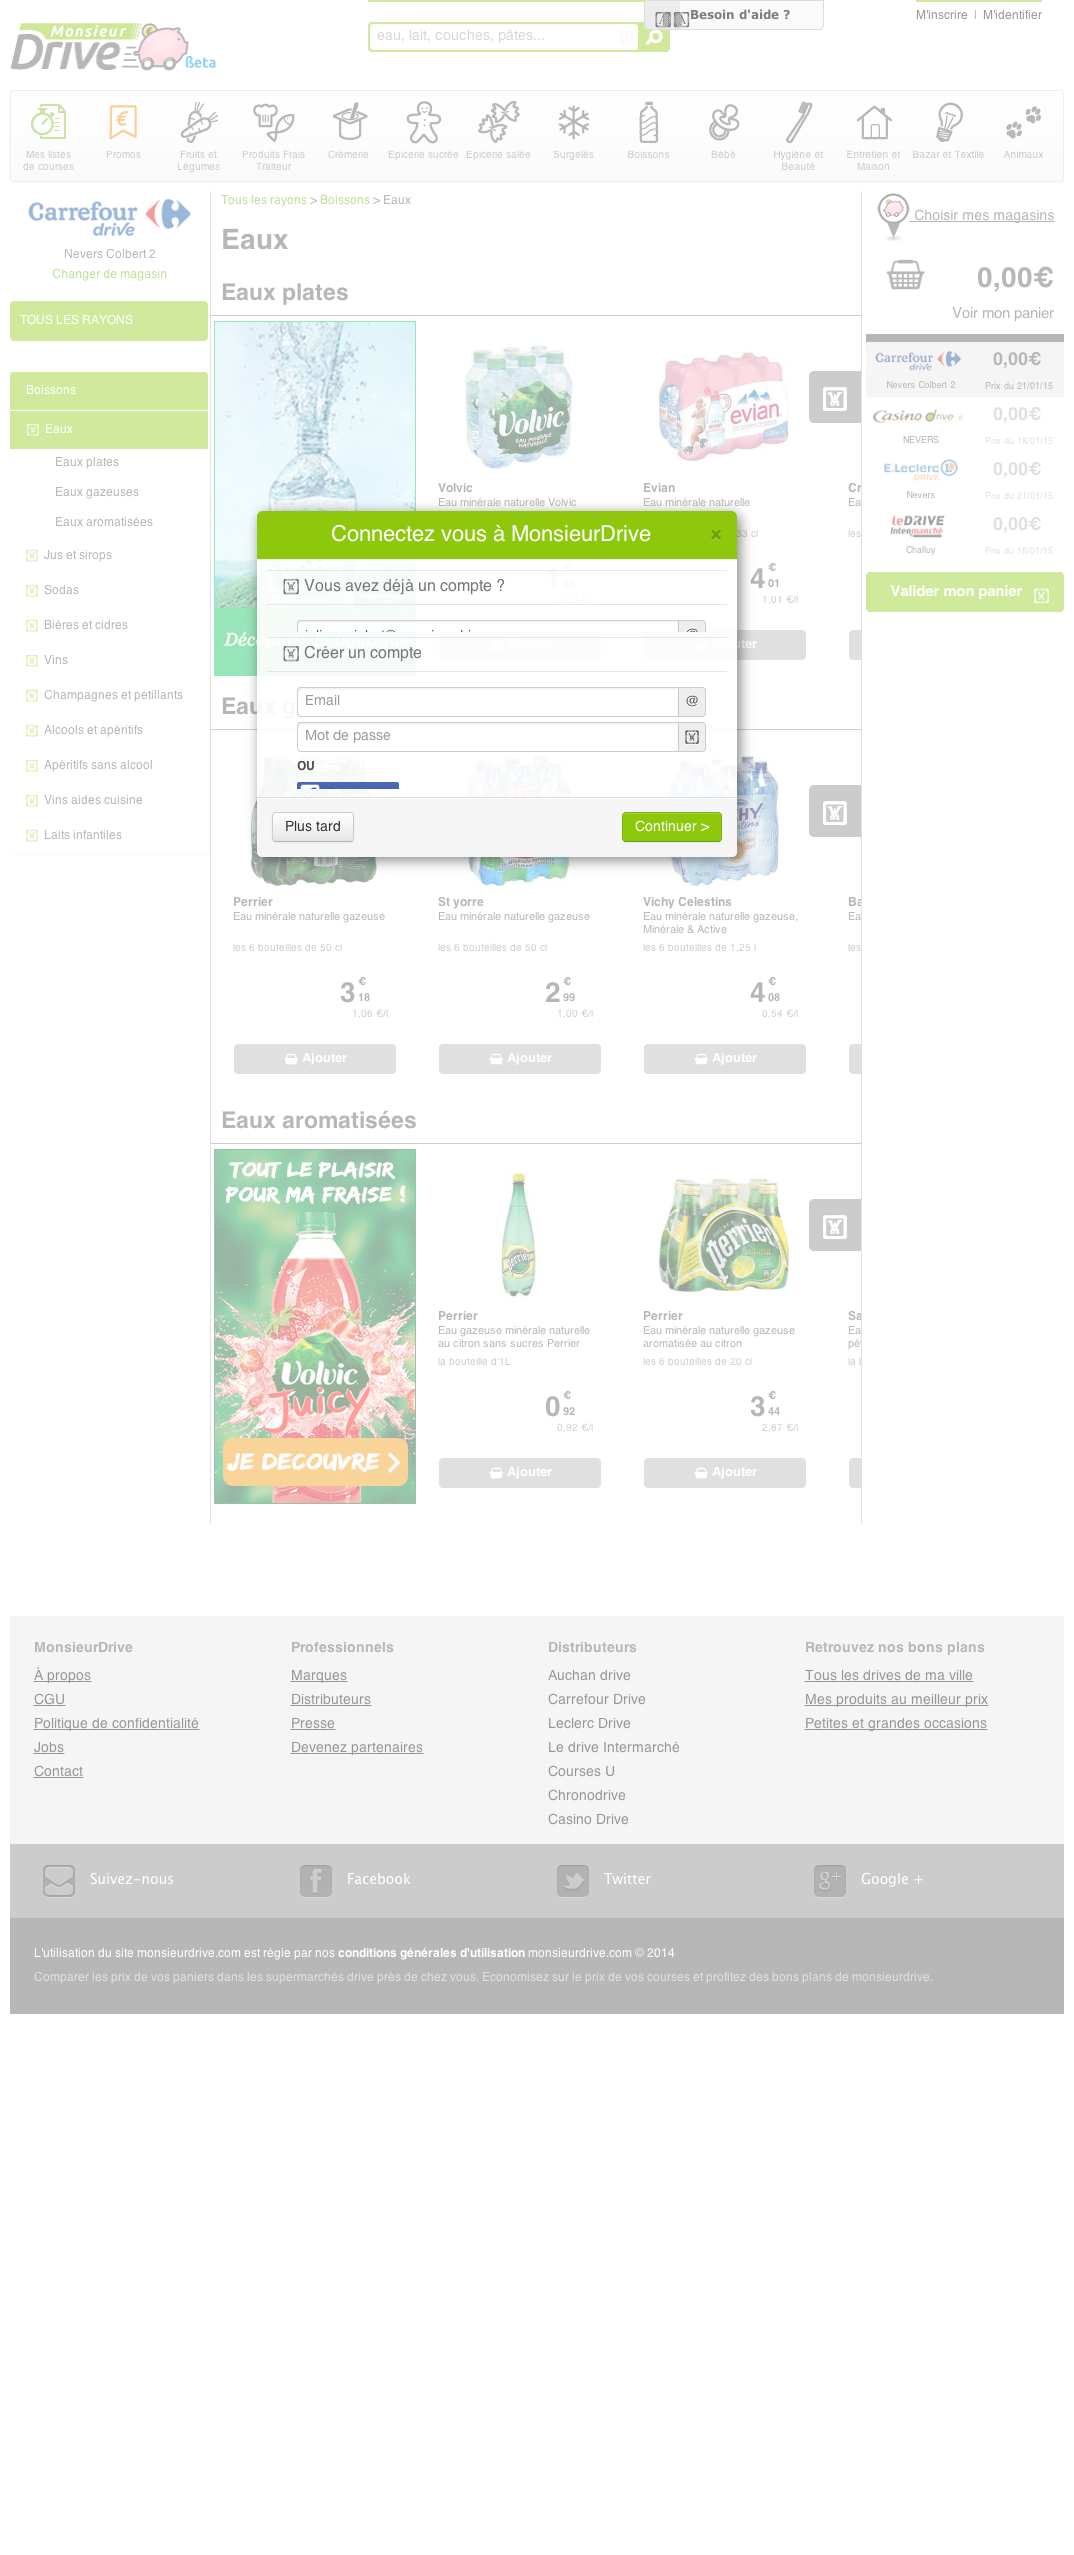 Besoin d'aide ?
M'inscrire | M'identifier
Monsieur
Drive
Beta
eau, lait, couches, pâtes...
Mes listes
de courses
Promos
Fruits et
Légumes
Produits Frais
Traiteur
Crèmerie
Epicerie sucrée
Epicerie salée
Surgelés
Boissons
Bébé
Hygiène et
Beauté
Entretien et
Maison
Bazar et Textile
Animaux
Carrefour
drive
Nevers Colbert 2
Changer de magasin
TOUS LES RAYONS
Boissons
Eaux
Eaux plates
Eaux gazeuses
Eaux aromatisées
Jus et sirops
Sodas
Bières et cidres
Vins
Champagnes et pétillants
Alcools et apéritifs
Apéritifs sans alcool
Vins aides cuisine
Laits infantiles
Tous les rayons > Boissons > Eaux
Eaux
Eaux plates
Volvic
EAU MINÉRALE
NATURELLE
evian
Volvic
Eau minérale naturelle Volvic
Evian
Eau minérale naturelle
33 cl
4 € 01
1,01 €/l
Connectez vous à MonsieurDrive
×
Vous avez déjà un compte ?
@
Créer un compte
Email
@
Mot de passe
OU
Plus tard
Continuer >
Perrier
Eau minérale naturelle gazeuse
les 6 bouteilles de 50 cl
3 € 18
1,06 €/l
Ajouter
St yorre
Eau minérale naturelle gazeuse
les 6 bouteilles de 50 cl
2 € 99
1,00 €/l
Ajouter
Vichy Celestins
Eau minérale naturelle gazeuse,
Minérale & Active
les 6 bouteilles de 1,25 l
4 € 08
0,54 €/l
Ajouter
Eaux aromatisées
TOUT LE PLAISIR
POUR MA FRAISE !
Volvic
JUICY
JE DECOUVRE >
Perrier
Eau gazeuse minérale naturelle
au citron sans sucres Perrier
la bouteille d'1L
0 € 92
0,92 €/l
Ajouter
perrier
Perrier
Eau minérale naturelle gazeuse
aromatisée au citron
les 6 bouteilles de 20 cl
3 € 44
2,87 €/l
Ajouter
Choisir mes magasins
0,00€
Voir mon panier
Carrefour drive
Nevers Colbert 2
0,00€
Prix du 21/01/15
Casino drive.fr
NEVERS
0,00€
Prix du 18/01/15
E.Leclerc L
DRIVE
Nevers
0,00€
Prix du 21/01/15
leDRIVE
Intermarché
Challuy
0,00€
Prix du 16/01/15
Valider mon panier
MonsieurDrive
À propos
CGU
Politique de confidentialité
Jobs
Contact
Professionnels
Marques
Distributeurs
Presse
Devenez partenaires
Distributeurs
Auchan drive
Carrefour Drive
Leclerc Drive
Le drive Intermarché
Courses U
Chronodrive
Casino Drive
Retrouvez nos bons plans
Tous les drives de ma ville
Mes produits au meilleur prix
Petites et grandes occasions
Suivez-nous
Facebook
Twitter
Google +
L'utilisation du site monsieurdrive.com est régie par nos conditions générales d'utilisation monsieurdrive.com © 2014
Comparer les prix de vos paniers dans les supermarchés drive près de chez vous. Economisez sur le prix de vos courses et profitez des bons plans de monsieurdrive.